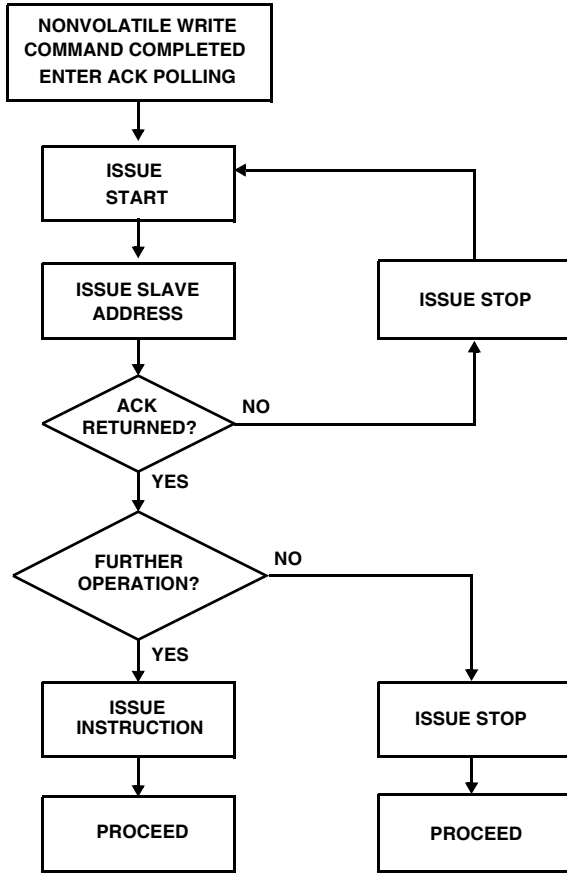 NONVOLATILE WRITE
COMMAND COMPLETED
ENTER ACK POLLING
ISSUE
START
ISSUE SLAVE
ADDRESS
ISSUE STOP
ACK
RETURNED?
NO
YES
FURTHER
OPERATION?
NO
YES
ISSUE
INSTRUCTION
ISSUE STOP
PROCEED
PROCEED